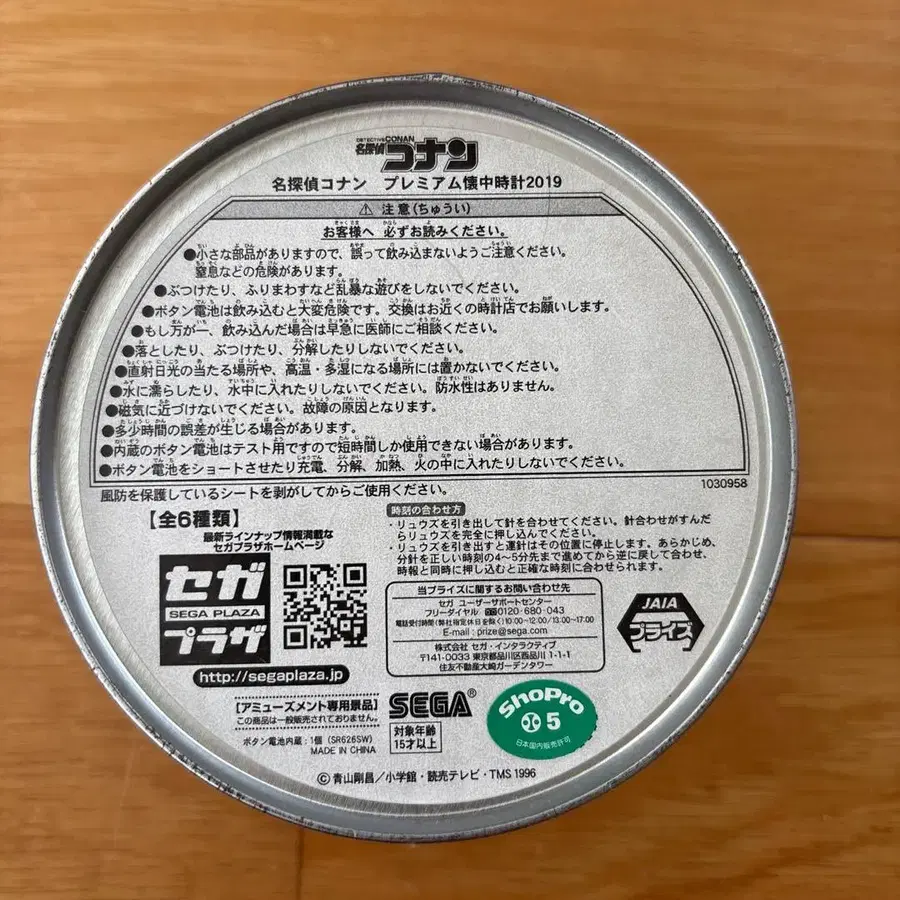 DETECTIVE CONAN
名探偵コナン
名探偵コナン プレミアム懐中時計2019
⚠ 注意(ちゅうい)
お客様へ 必ずお読みください。
●小さな部品がありますので、誤って飲み込まないようご注意ください。
窒息などの危険があります。
●ぶつけたり、ふりまわすなど乱暴な遊びをしないでください。
●ボタン電池は飲み込むと大変危険です。交換はお近くの時計店でお願いします。
●もし万が一、飲み込んだ場合は早急に医師にご相談ください。
●落としたり、ぶつけたり、分解したりしないでください。
●直射日光の当たる場所や、高温・多湿になる場所には置かないでください。
●水に濡らしたり、水中に入れたりしないでください。防水性はありません。
●磁気に近づけないでください。故障の原因となります。
●多少時間の誤差が生じる場合があります。
●内蔵のボタン電池はテスト用ですので短時間しか使用できない場合があります。
●ボタン電池をショートさせたり充電、分解、加熱、火の中に入れたりしないでください。
1030958
風防を保護しているシートを剥がしてからご使用ください。
【全6種類】
最新ラインナップ情報満載な
セガプラザホームページ
セガ
SEGA PLAZA
プラザ
http://segaplaza.jp
時刻の合わせ方
・リュウズを引き出して針を合わせてください。針合わせがすんだ
らリュウズを完全に押し込んでください。
・リュウズを引き出すと運針はその位置に停止します。あらかじめ、
分針を正しい時刻の4〜5分先まで進めてから逆に戻して合わせ、
時報と同時に押し込むと正確な時刻に合わせられます。
当プライズに関するお問い合わせ先
セガ ユーザーサポートセンター
フリーダイヤル 0120-680-043
電話受付時間(弊社指定休日を除く)10:00-12:00/13:00-17:00
E-mail : prize@sega.com
株式会社 セガ・インタラクティブ
〒141-0033 東京都品川区西品川 1-1-1
住友不動産大崎ガーデンタワー
JAIA
プライズ
【アミューズメント専用景品】
この商品は一般販売されておりません。
ボタン電池内蔵:1個(SR626SW)
MADE IN CHINA
SEGA®
対象年齢
15才以上
ShoPro
5
日本国内販売許可
©青山剛昌/小学館・読売テレビ・TMS 1996